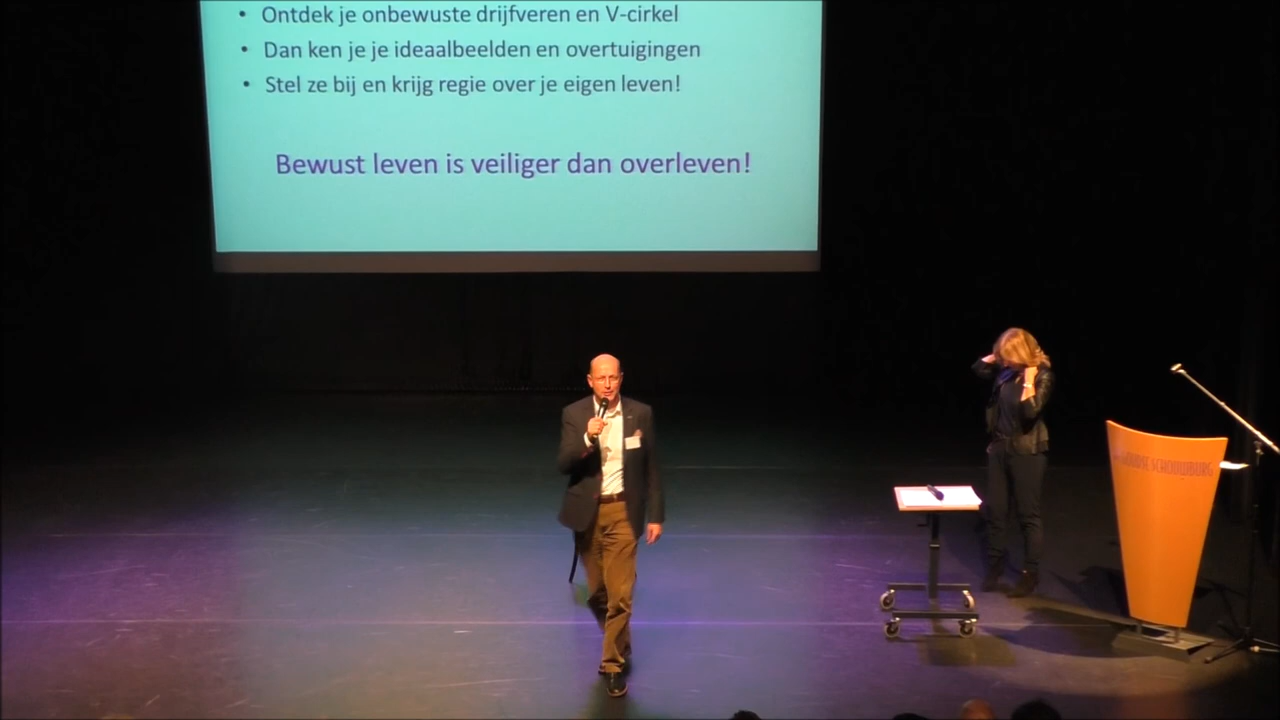 • Ontdek je onbewuste drijfveren en V-cirkel
• Dan ken je je ideaalbeelden en overtuigingen
• Stel ze bij en krijg regie over je eigen leven!
Bewust leven is veiliger dan overleven!
SCHOUWBURG